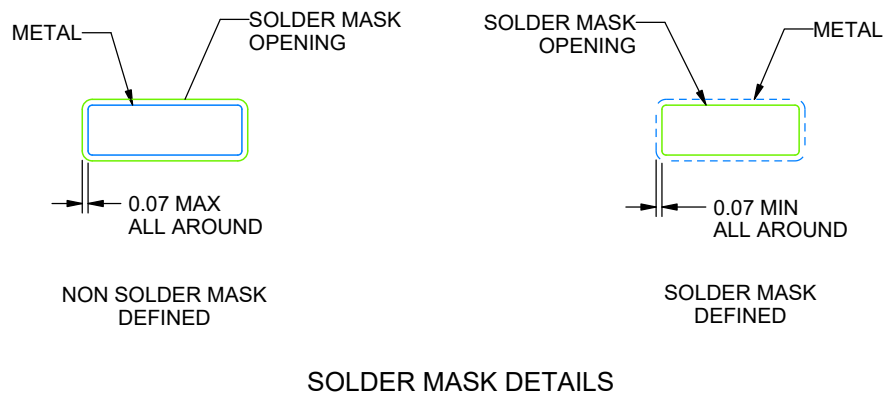 METAL
SOLDER MASK
OPENING
0.07 MAX
ALL AROUND
NON SOLDER MASK
DEFINED
SOLDER MASK
OPENING
METAL
0.07 MIN
ALL AROUND
SOLDER MASK
DEFINED
SOLDER MASK DETAILS